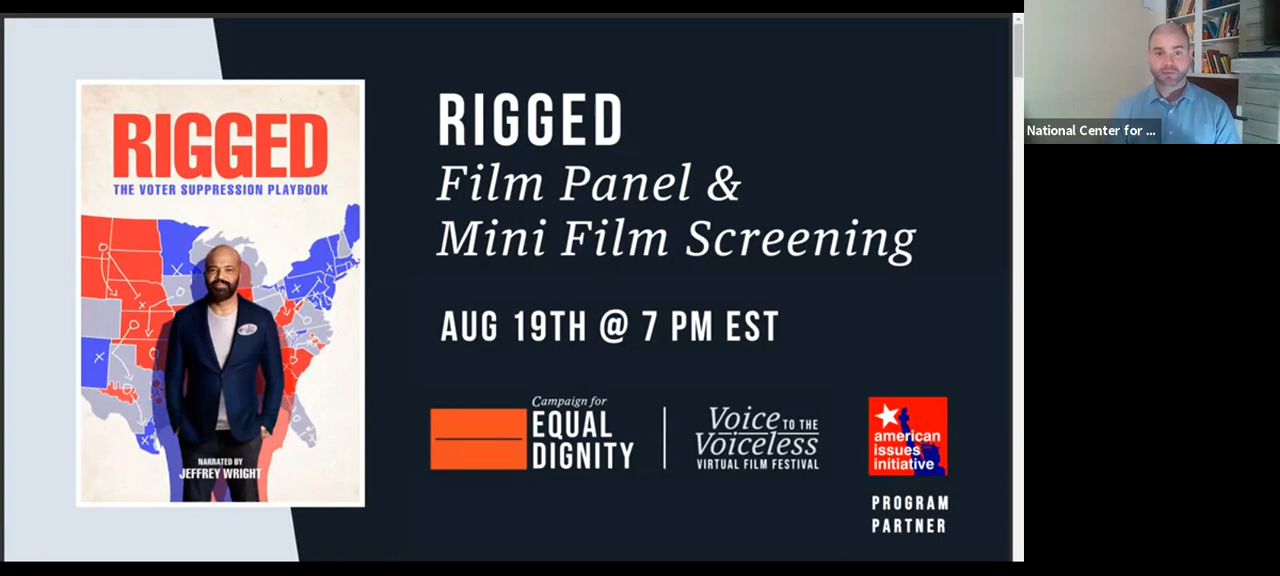 RIGGED
THE VOTER SUPPRESSION PLAYBOOK
NARRATED BY
JEFFREY WRIGHT
RIGGED
Film Panel &
Mini Film Screening
AUG 19TH @ 7 PM EST
Campaign for
EQUAL
DIGNITY
Voice TO THE
Voiceless
VIRTUAL FILM FESTIVAL
american
issues
initiative
PROGRAM
PARTNER
National Center for ...